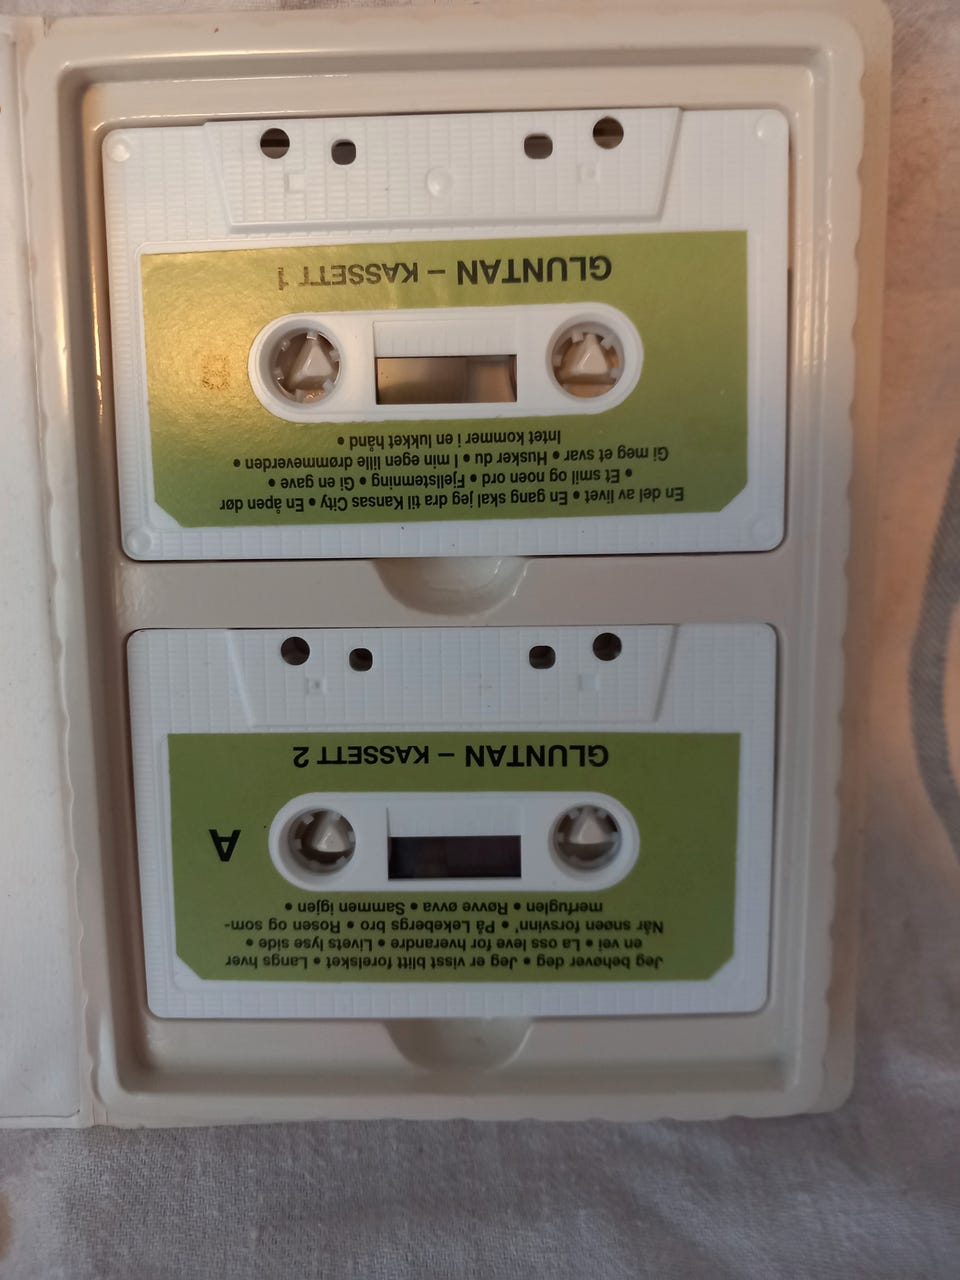 Jeg behøver deg • Jeg er visst blitt forelsket • Langs hver
en vei • La oss leve for hverandre • Livets lyse side •
Når snøen forsvinn' • På Lekebergs bro • Rosen og som-
merfuglen • Røvve øvva • Sammen igjen •
A
GLUNTAN – KASSETT 2
En del av livet • En gang skal jeg dra til Kansas City • En åpen dør
• Et smil og noen ord • Fjellstemning • Gi en gave •
Gi meg et svar • Husker du • I min egen lille drømmeverden •
Intet kommer i en lukket hånd •
GLUNTAN – KASSETT 1